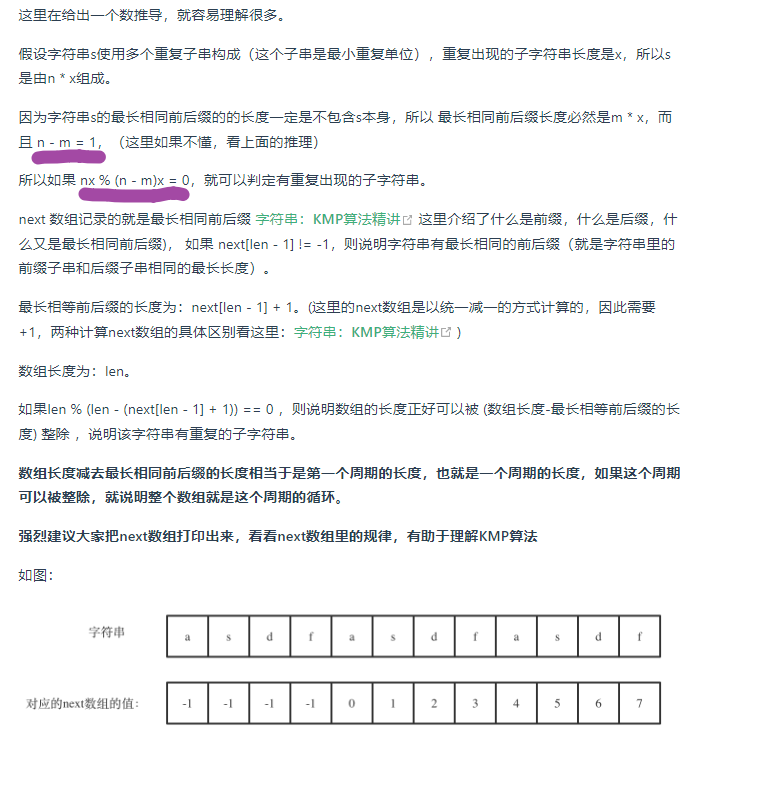 这里在给出一个数推导，就容易理解很多。
假设字符串s使用多个重复子串构成（这个子串是最小重复单位），重复出现的子字符串长度是x，所以s
是由n * x组成。
因为字符串s的最长相同前后缀的的长度一定是不包含s本身，所以 最长相同前后缀长度必然是m * x，而
且 n - m = 1，（这里如果不懂，看上面的推理）
所以如果 nx % (n - m)x = 0，就可以判定有重复出现的子字符串。
next 数组记录的就是最长相同前后缀 字符串：KMP算法精讲 这里介绍了什么是前缀，什么是后缀，什
么又是最长相同前后缀)， 如果 next[len - 1] != -1，则说明字符串有最长相同的前后缀（就是字符串里的
前缀子串和后缀子串相同的最长长度）。
最长相等前后缀的长度为：next[len - 1] + 1。(这里的next数组是以统一减一的方式计算的，因此需要
+1，两种计算next数组的具体区别看这里：字符串：KMP算法精讲 )
数组长度为：len。
如果len % (len - (next[len - 1] + 1)) == 0 ，则说明数组的长度正好可以被 (数组长度-最长相等前后缀的长
度) 整除 ，说明该字符串有重复的子字符串。
数组长度减去最长相同前后缀的长度相当于是第一个周期的长度，也就是一个周期的长度，如果这个周期
可以被整除，就说明整个数组就是这个周期的循环。
强烈建议大家把next数组打印出来，看看next数组里的规律，有助于理解KMP算法
如图：
字符串 a s d f a s d f a s d f
对应的next数组的值： -1 -1 -1 -1 0 1 2 3 4 5 6 7